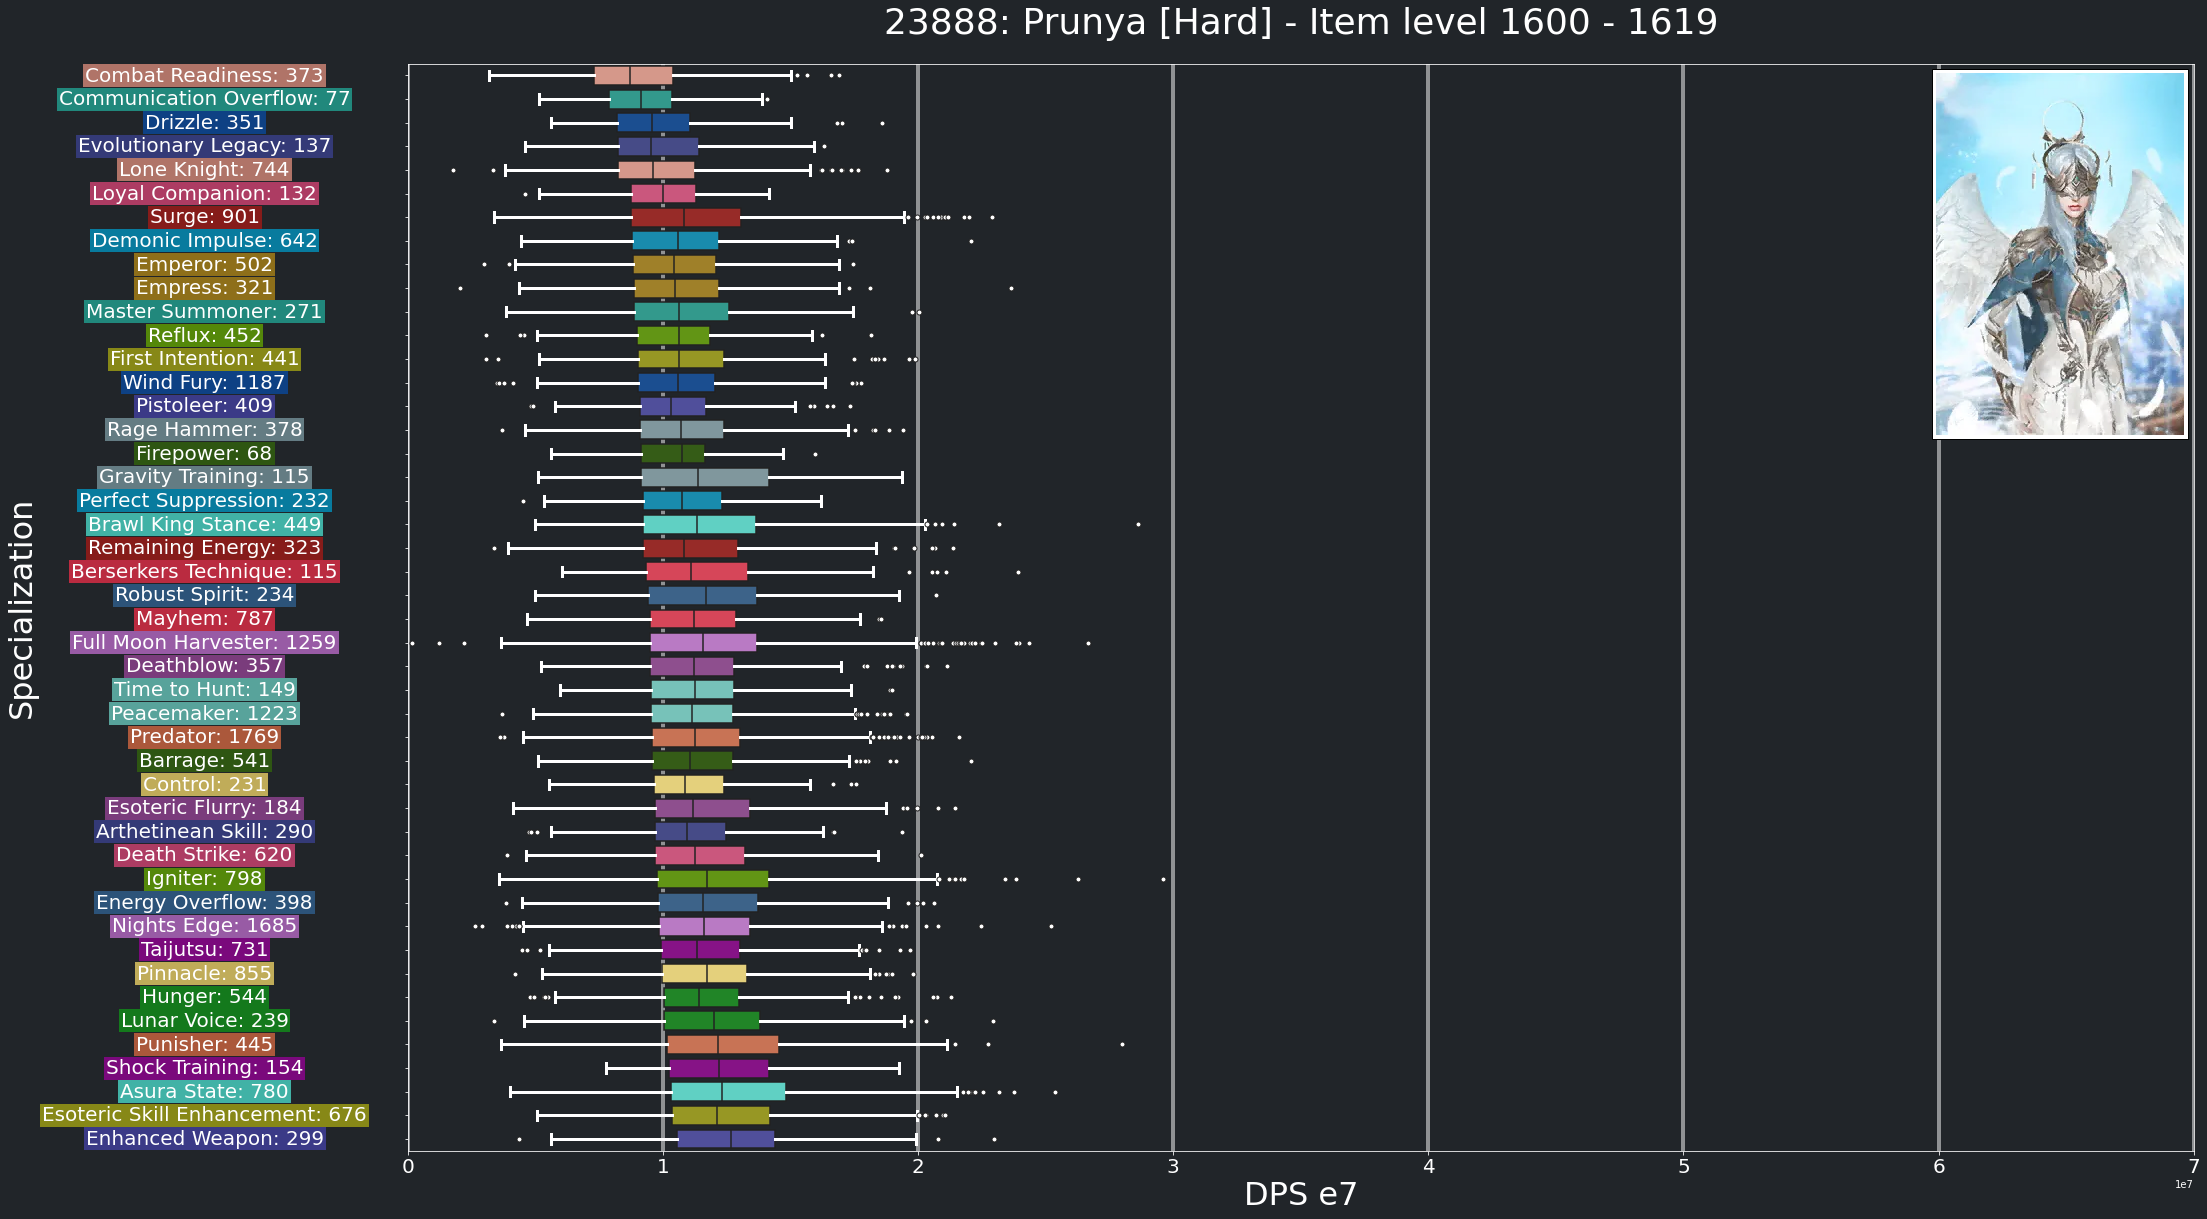 23888: Prunya [Hard] - Item level 1600 - 1619
Specialization
Combat Readiness: 373
Communication Overflow: 77
Drizzle: 351
Evolutionary Legacy: 137
Lone Knight: 744
Loyal Companion: 132
Surge: 901
Demonic Impulse: 642
Emperor: 502
Empress: 321
Master Summoner: 271
Reflux: 452
First Intention: 441
Wind Fury: 1187
Pistoleer: 409
Rage Hammer: 378
Firepower: 68
Gravity Training: 115
Perfect Suppression: 232
Brawl King Stance: 449
Remaining Energy: 323
Berserkers Technique: 115
Robust Spirit: 234
Mayhem: 787
Full Moon Harvester: 1259
Deathblow: 357
Time to Hunt: 149
Peacemaker: 1223
Predator: 1769
Barrage: 541
Control: 231
Esoteric Flurry: 184
Arthetinean Skill: 290
Death Strike: 620
Igniter: 798
Energy Overflow: 398
Nights Edge: 1685
Taijutsu: 731
Pinnacle: 855
Hunger: 544
Lunar Voice: 239
Punisher: 445
Shock Training: 154
Asura State: 780
Esoteric Skill Enhancement: 676
Enhanced Weapon: 299
0 1 2 3 4 5 6 7
1e7
DPS e7